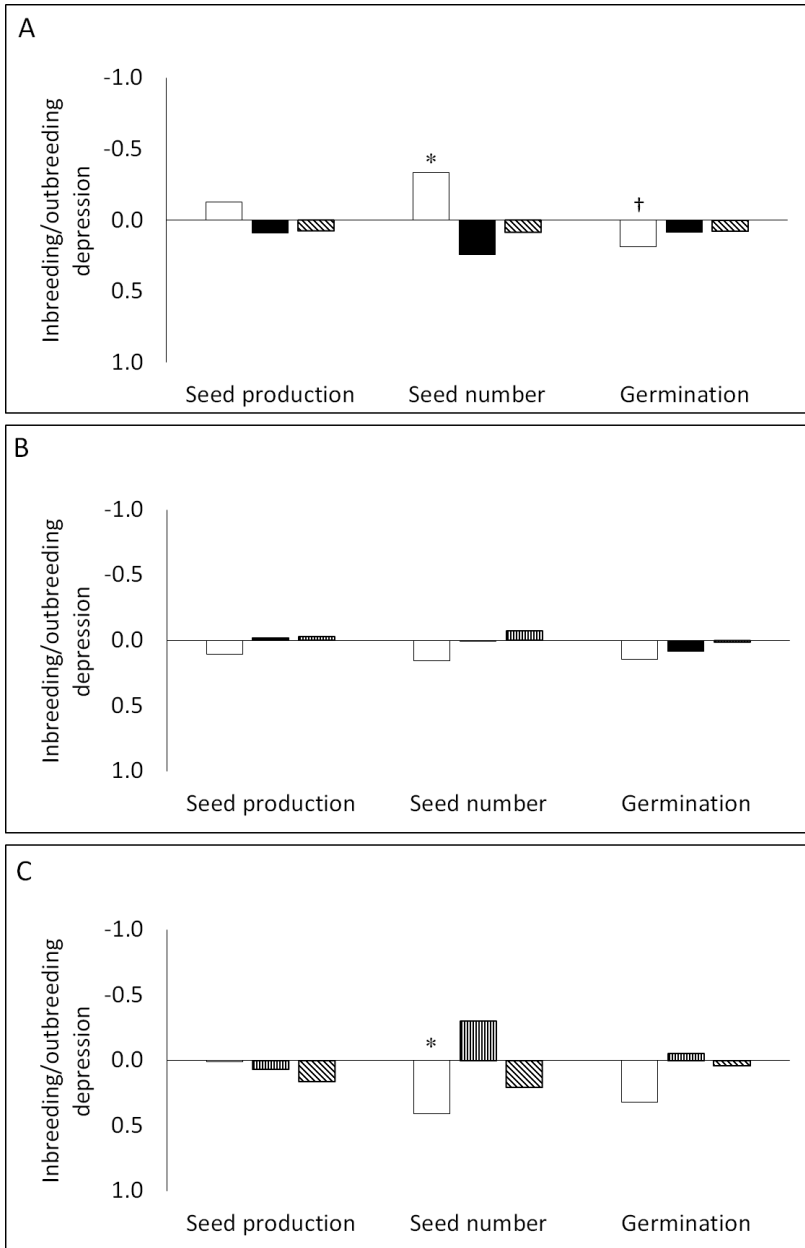 A
Inbreeding/outbreeding
depression
-1.0
-0.5
0.0
0.5
1.0
*
†
Seed production
Seed number
Germination
B
Inbreeding/outbreeding
depression
-1.0
-0.5
0.0
0.5
1.0
Seed production
Seed number
Germination
C
Inbreeding/outbreeding
depression
-1.0
-0.5
0.0
0.5
1.0
*
Seed production
Seed number
Germination